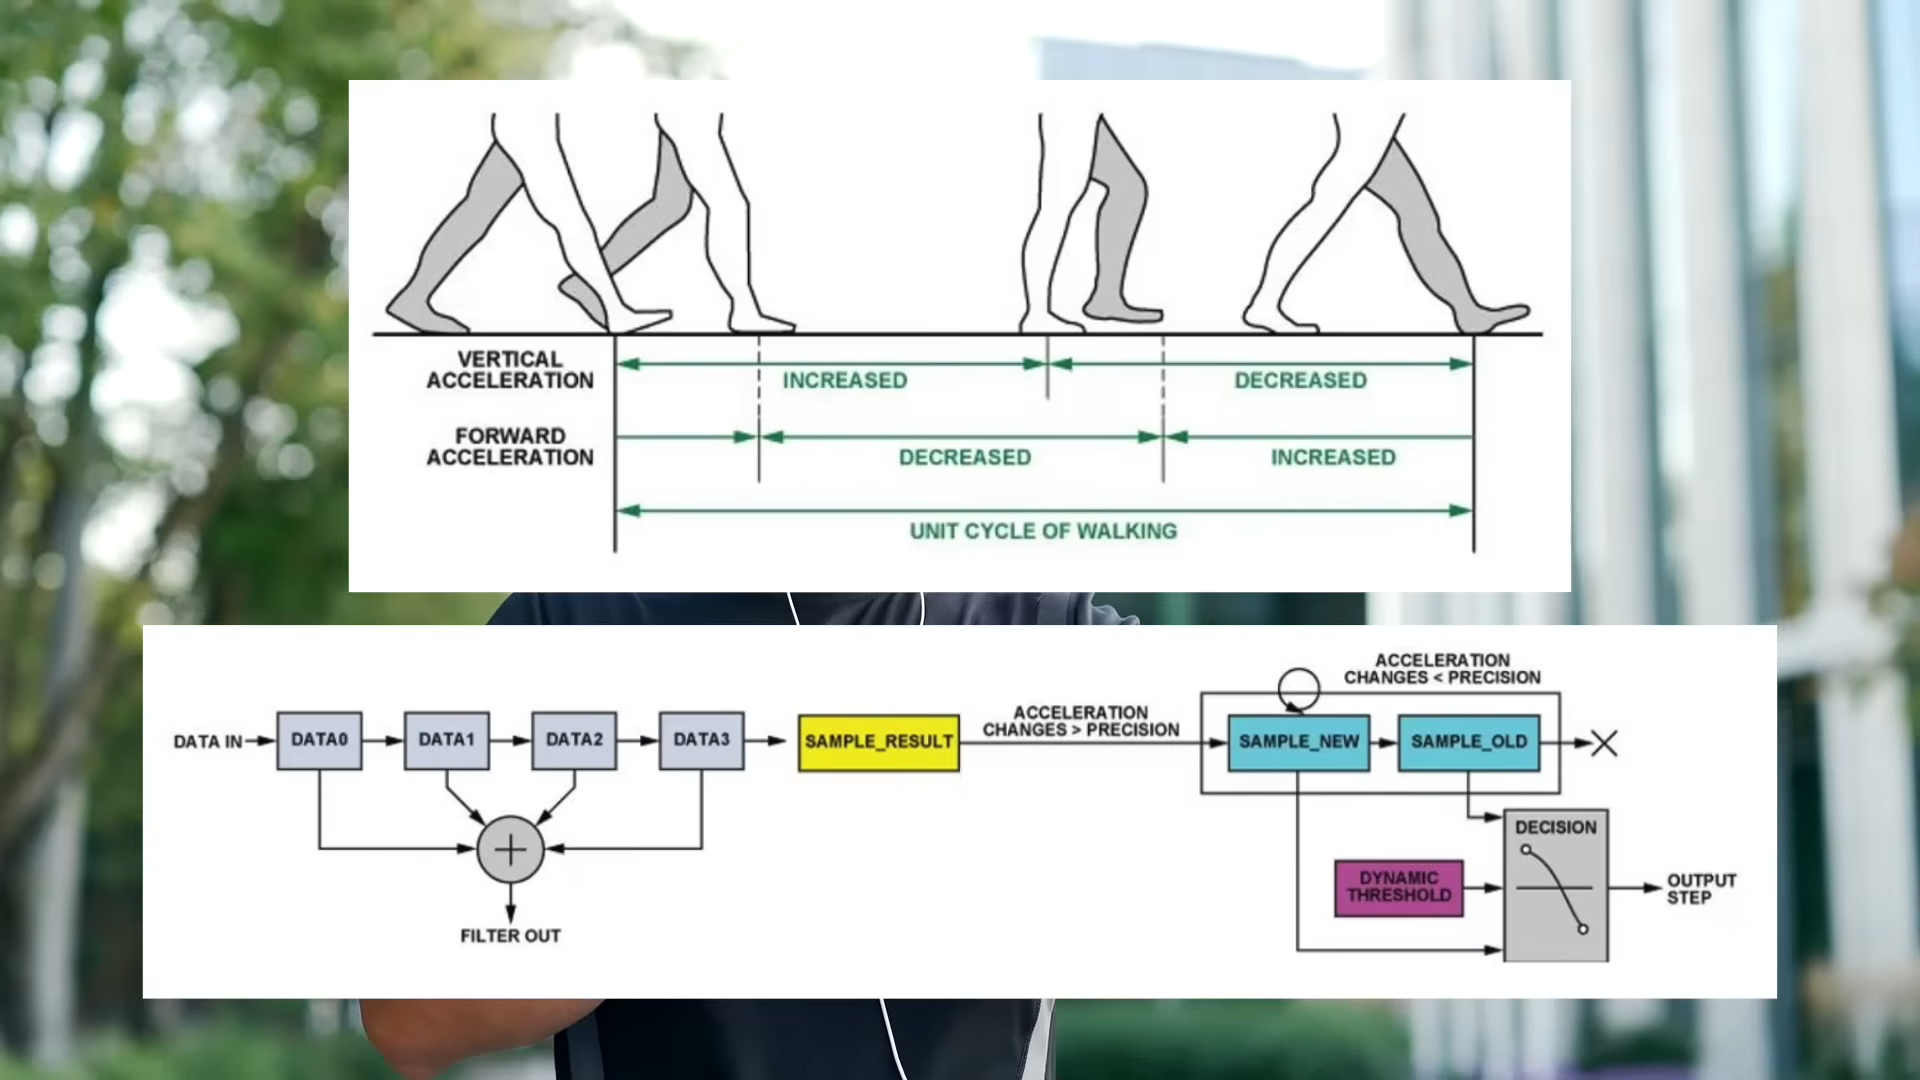 VERTICAL
ACCELERATION
INCREASED
DECREASED
FORWARD
ACCELERATION
DECREASED
INCREASED
UNIT CYCLE OF WALKING
ACCELERATION
CHANGES < PRECISION
ACCELERATION
CHANGES > PRECISION
DATA IN
DATA0
DATA1
DATA2
DATA3
SAMPLE_RESULT
SAMPLE_NEW
SAMPLE_OLD
DECISION
DYNAMIC
THRESHOLD
OUTPUT
STEP
FILTER OUT